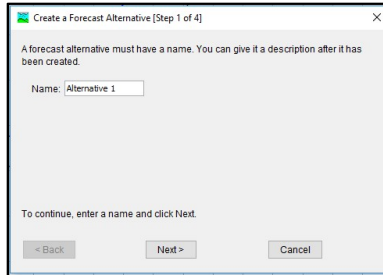 Create a Forecast Alternative [Step 1 of 4]
A forecast alternative must have a name. You can give it a description after it has
been created.
Name: Alternative 1
To continue, enter a name and click Next.
< Back Next > Cancel